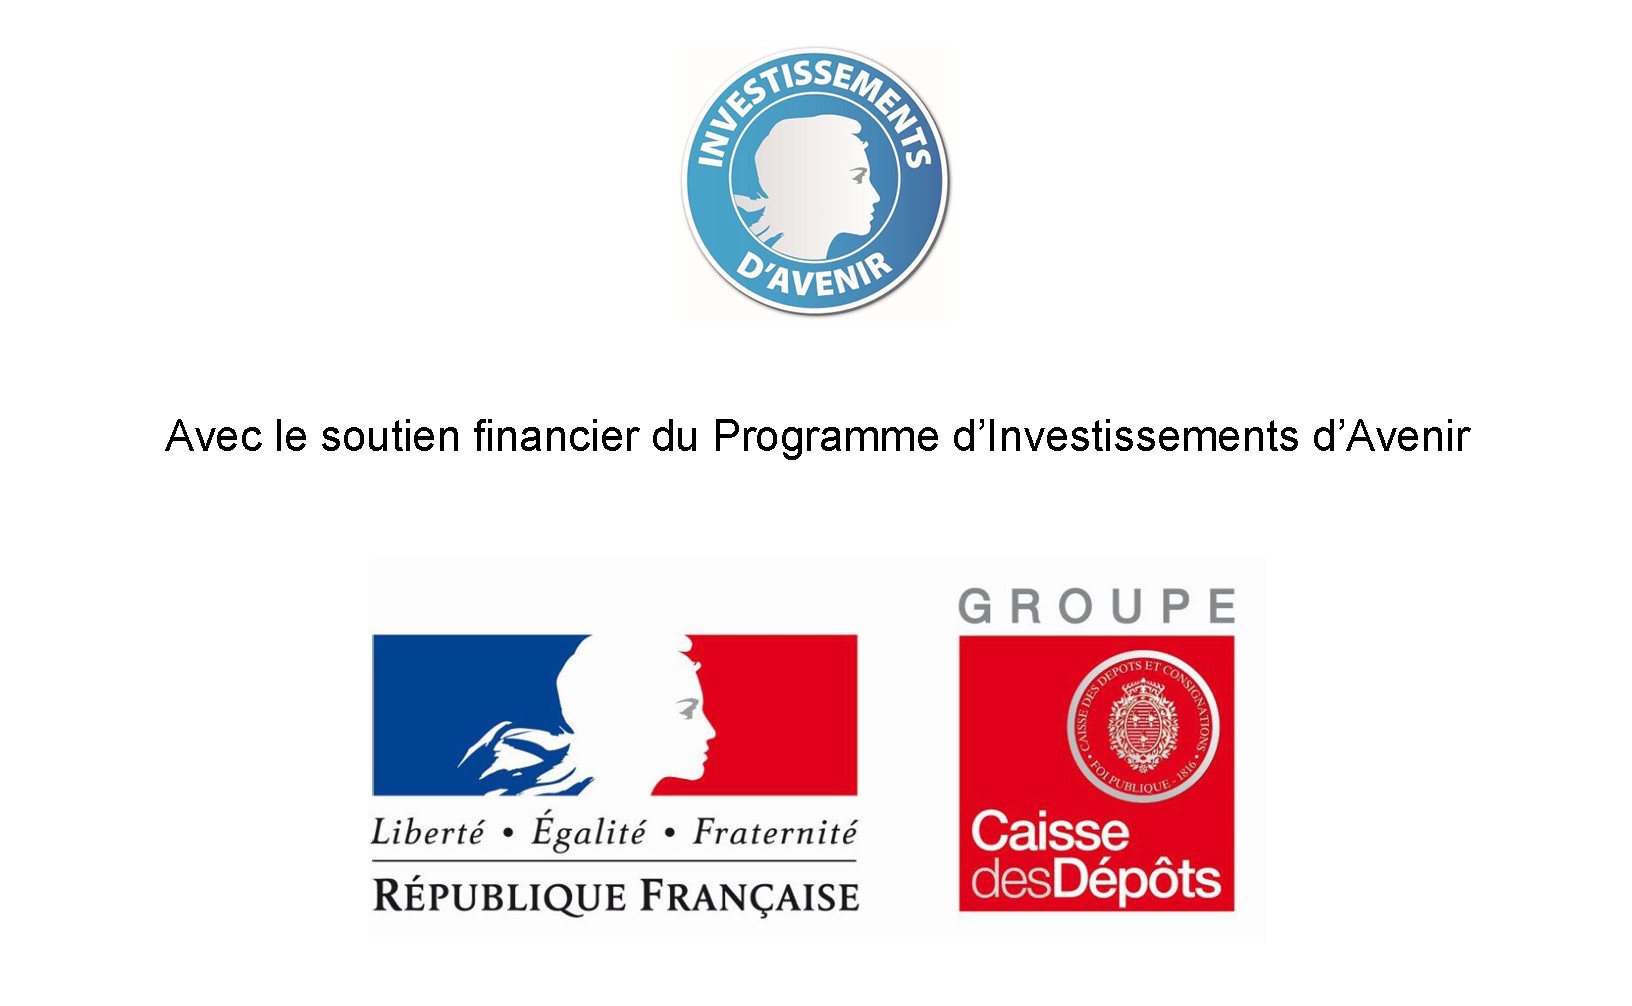 INVESTISSEMENTS
D'AVENIR
Avec le soutien financier du Programme d’Investissements d’Avenir
Liberté • Égalité • Fraternité
RÉPUBLIQUE FRANÇAISE
GROUPE
CAISSE DES DEPOTS ET CONSIGNATIONS
• FOI PUBLIQUE - 1816 •
Caisse
desDépôts